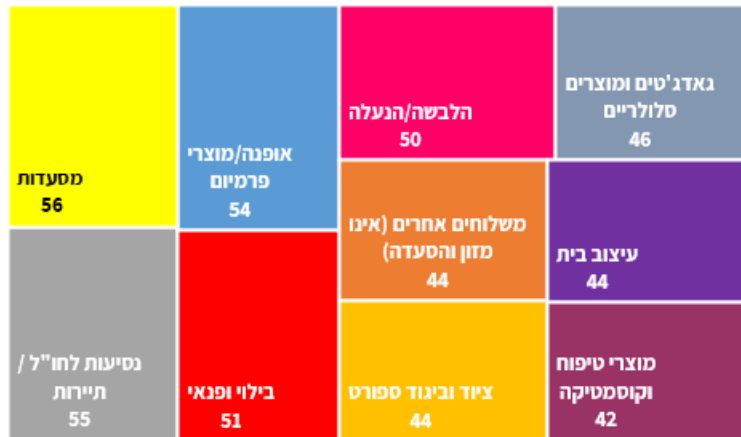 מסעדות
56
נסיעות לחו"ל /
תיירות
55
אופנה/מוצרי
פרמיום
54
בילוי ופנאי
51
הלבשה/הנעלה
50
גאדג'טים ומוצרים
סלולריים
46
משלוחים אחרים (אינו
מזון והסעדה)
44
עיצוב בית
44
ציוד וביגוד ספורט
44
מוצרי טיפוח
וקוסמטיקה
42